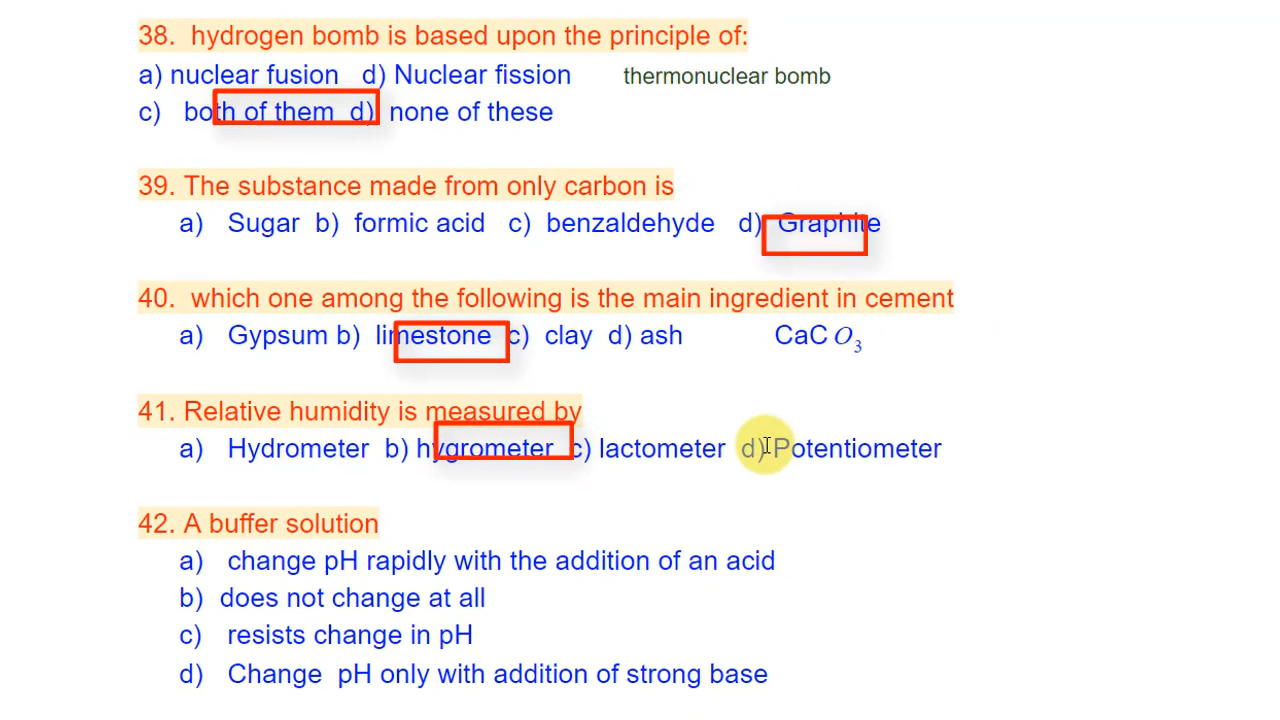 38. hydrogen bomb is based upon the principle of:
a) nuclear fusion d) Nuclear fission thermonuclear bomb
c) both of them d) none of these
39. The substance made from only carbon is
a) Sugar b) formic acid c) benzaldehyde d) Graphite
40. which one among the following is the main ingredient in cement
a) Gypsum b) limestone c) clay d) ash CaC O₃
41. Relative humidity is measured by
a) Hydrometer b) hygrometer c) lactometer d) Potentiometer
42. A buffer solution
a) change pH rapidly with the addition of an acid
b) does not change at all
c) resists change in pH
d) Change pH only with addition of strong base